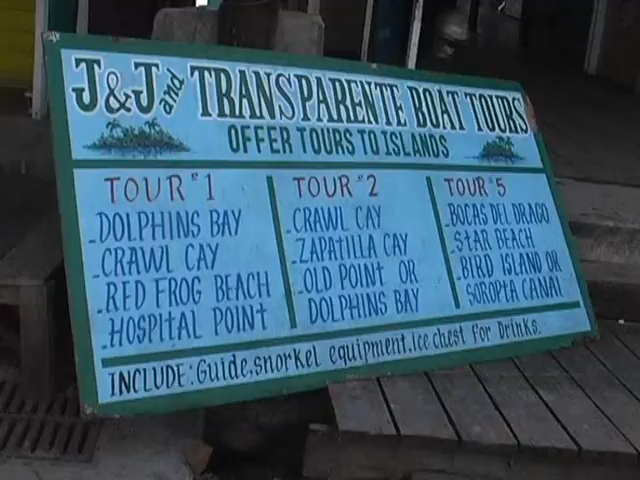 J&J and TRANSPARENTE BOAT TOURS
OFFER TOURS TO ISLANDS
TOUR #1
DOLPHINS BAY
-CRAWL CAY
-RED FROG BEACH
-HOSPITAL POINT
TOUR #2
-CRAWL CAY
-ZAPATILLA CAY
-OLD POINT OR
DOLPHINS BAY
TOUR #5
-BOCAS DEL DRAGO
-STAR BEACH
-BIRD ISLAND OR
SOROPTA CANAL
INCLUDE: Guide.snorkel equipment.Ice chest for Drinks.